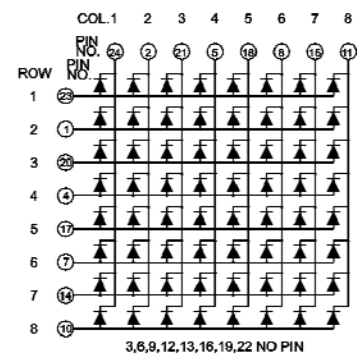 COL. 1 2 3 4 5 6 7 8
PIN NO. 24 2 21 5 18 8 15 11
ROW PIN NO.
1 23
2 1
3 20
4 4
5 17
6 7
7 14
8 10
3,6,9,12,13,16,19,22 NO PIN